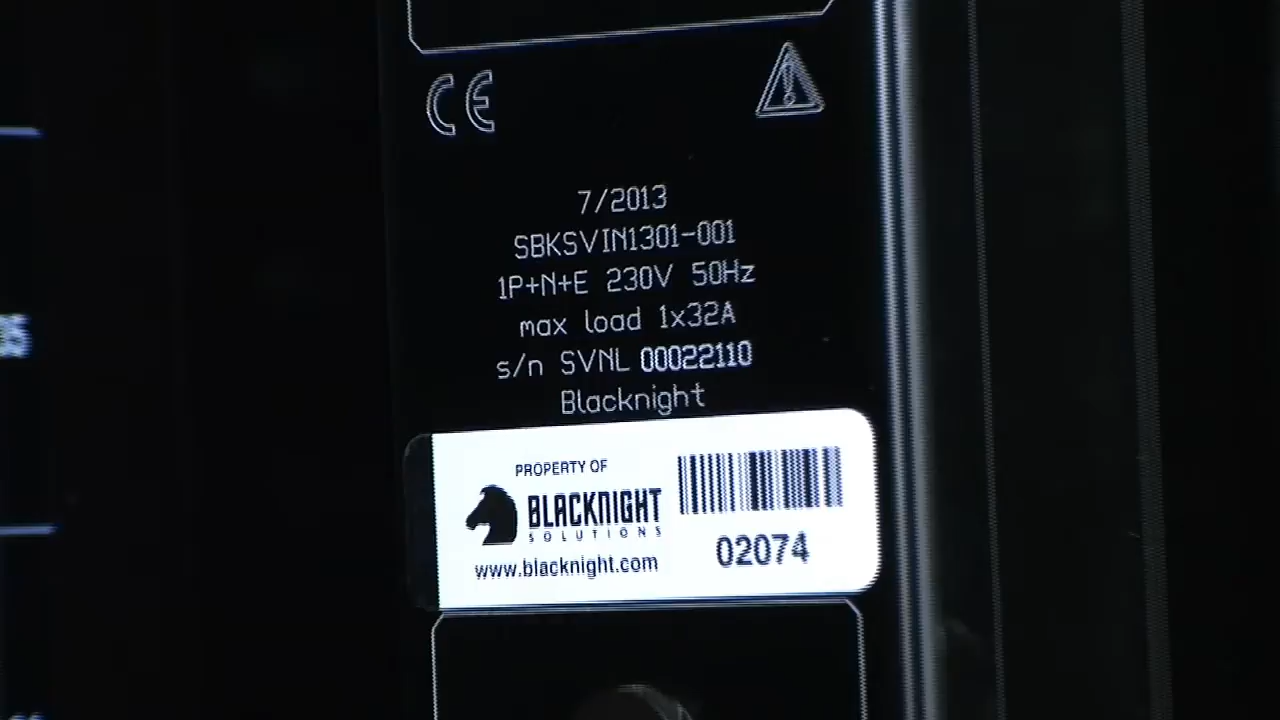 CE
7/2013
SBKSVIN1301-001
1P+N+E 230V 50Hz
max load 1x32A
s/n SVNL 00022110
Blacknight
PROPERTY OF
BLACKNIGHT
SOLUTIONS
www.blacknight.com
02074